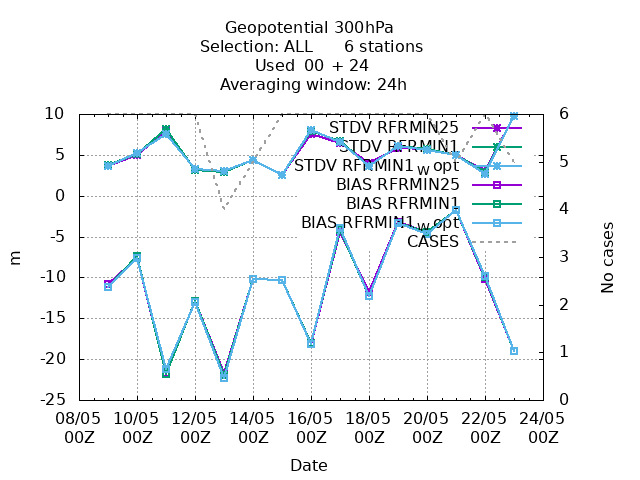 Geopotential 300hPa
Selection: ALL 6 stations
Used 00 + 24
Averaging window: 24h
10
5
0
-5
-10
-15
-20
-25
m
6
5
4
3
2
1
0
No cases
STDV RFRMIN25
STDV RFRMIN1
STDV RFRMIN1w opt
BIAS RFRMIN25
BIAS RFRMIN1
BIAS RFRMIN1w opt
CASES
08/05 10/05 12/05 14/05 16/05 18/05 20/05 22/05 24/05
00Z 00Z 00Z 00Z 00Z 00Z 00Z 00Z 00Z
Date